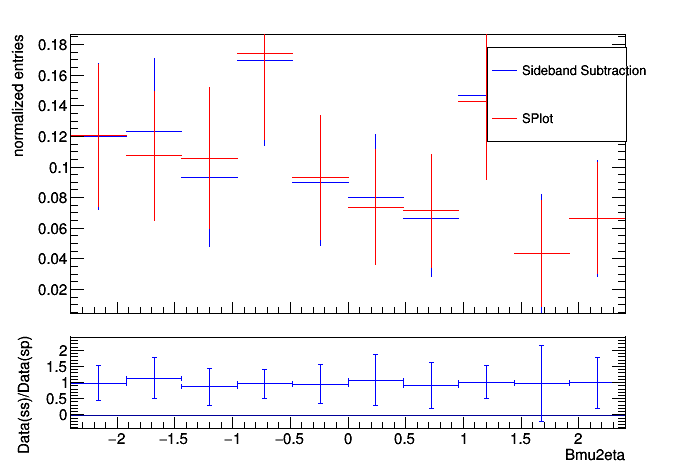 normalized entries
0.18
0.16
0.14
0.12
0.1
0.08
0.06
0.04
0.02
Sideband Subtraction
SPlot
Data(ss)/Data(sp)
2
1.5
1
0.5
0
−2 −1.5 −1 −0.5 0 0.5 1 1.5 2
Bmu2eta